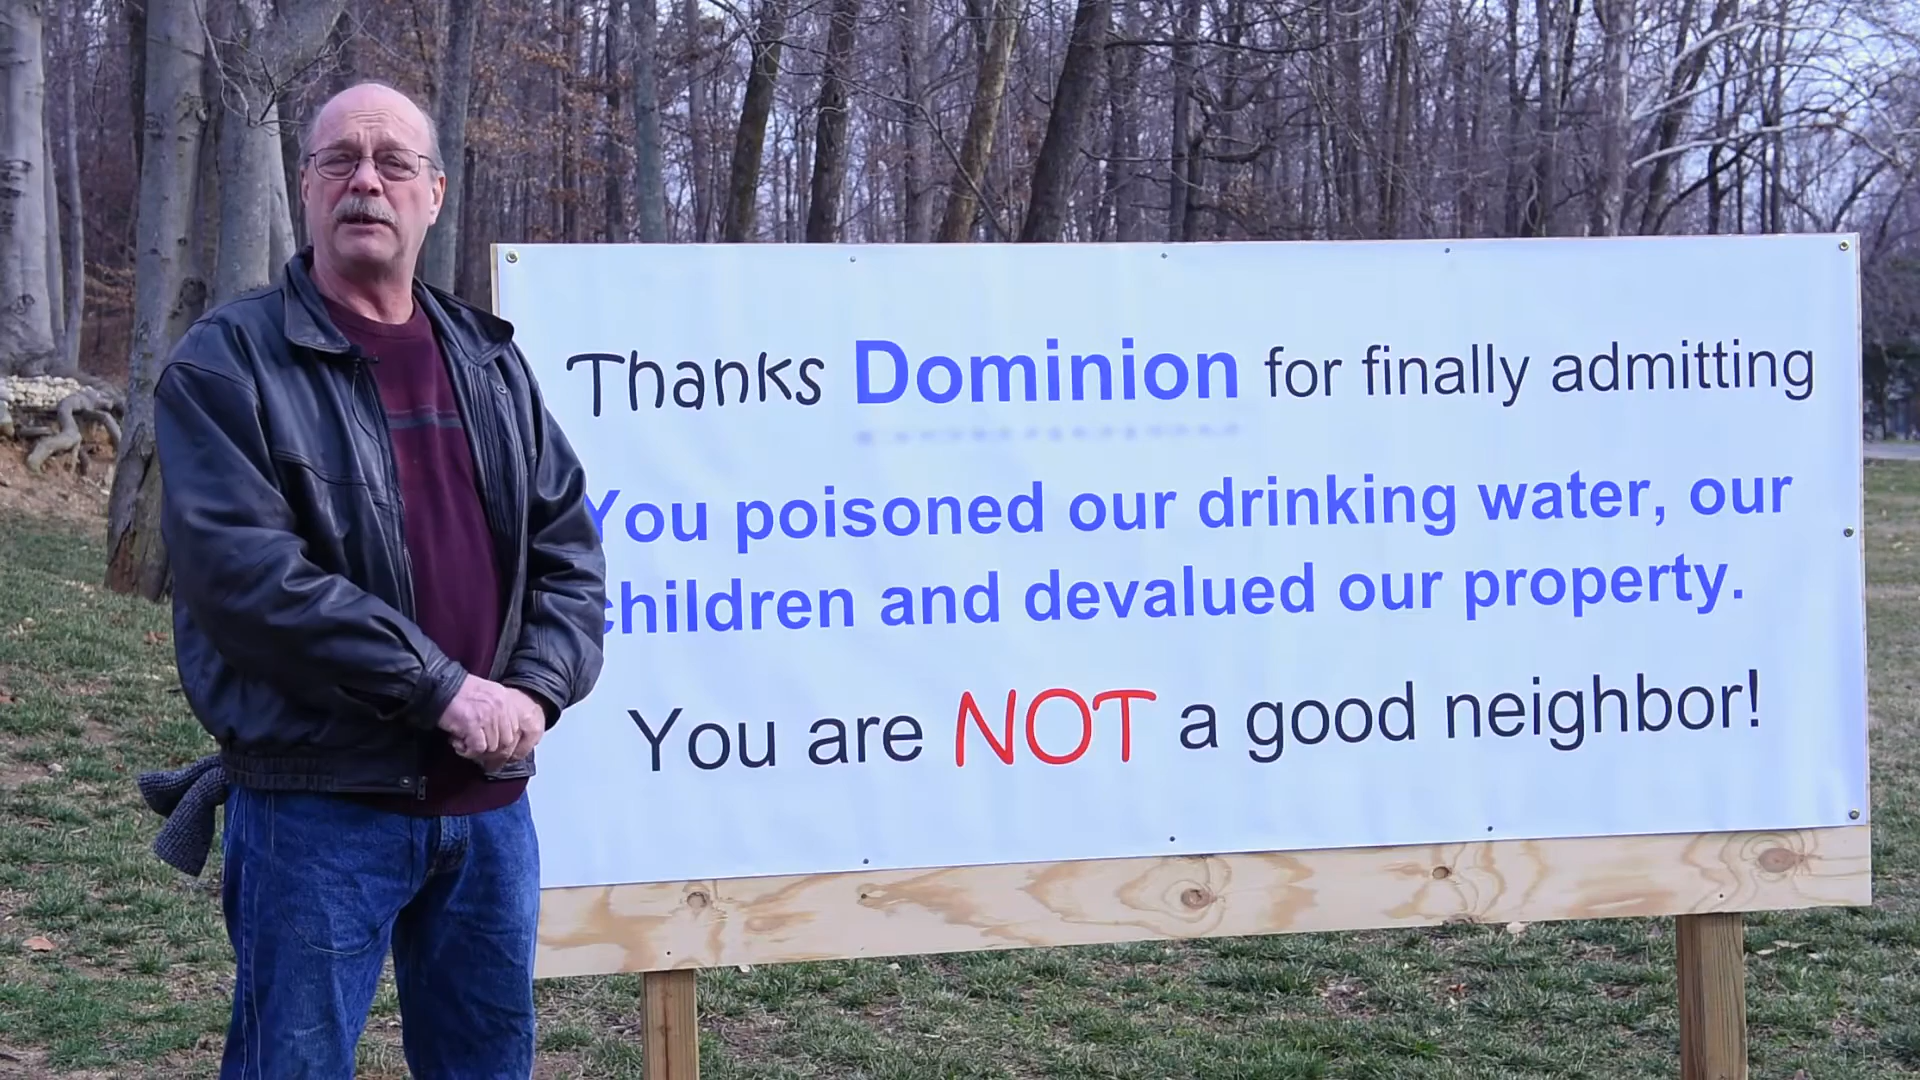 Thanks Dominion for finally admitting
You poisoned our drinking water, our
children and devalued our property.
You are NOT a good neighbor!